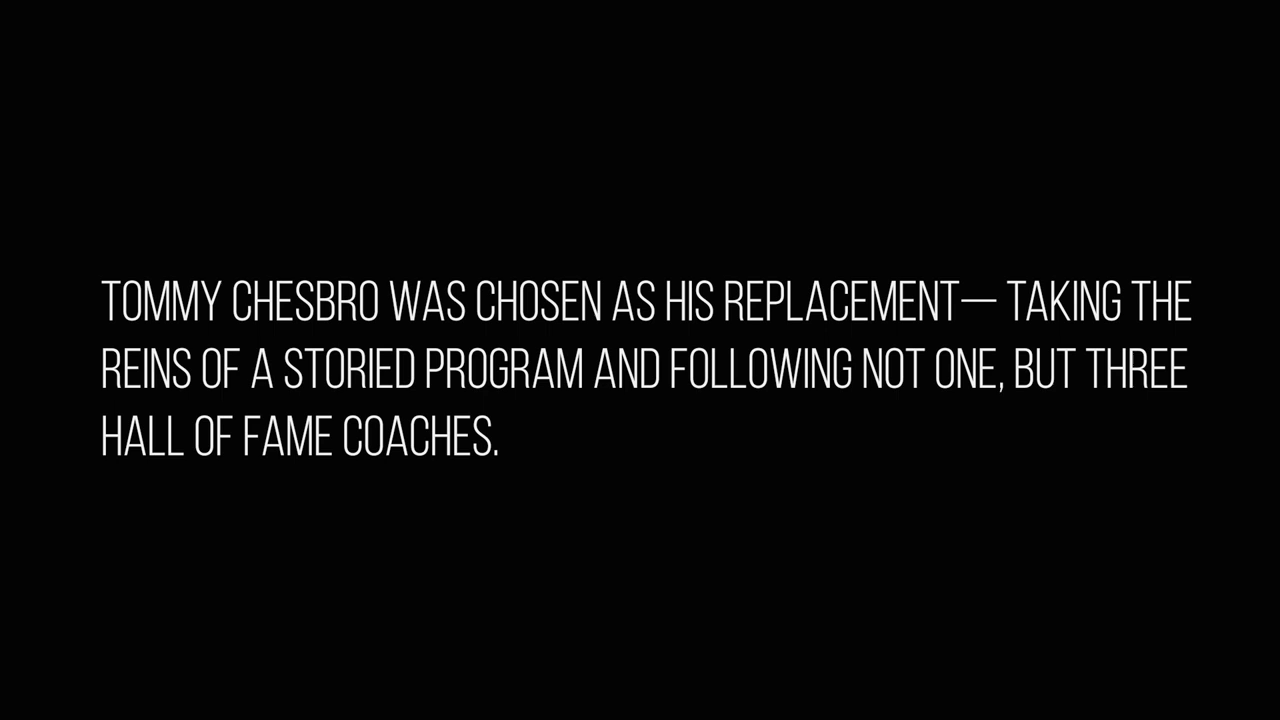 TOMMY CHESBRO WAS CHOSEN AS HIS REPLACEMENT— TAKING THE
REINS OF A STORIED PROGRAM AND FOLLOWING NOT ONE, BUT THREE
HALL OF FAME COACHES.